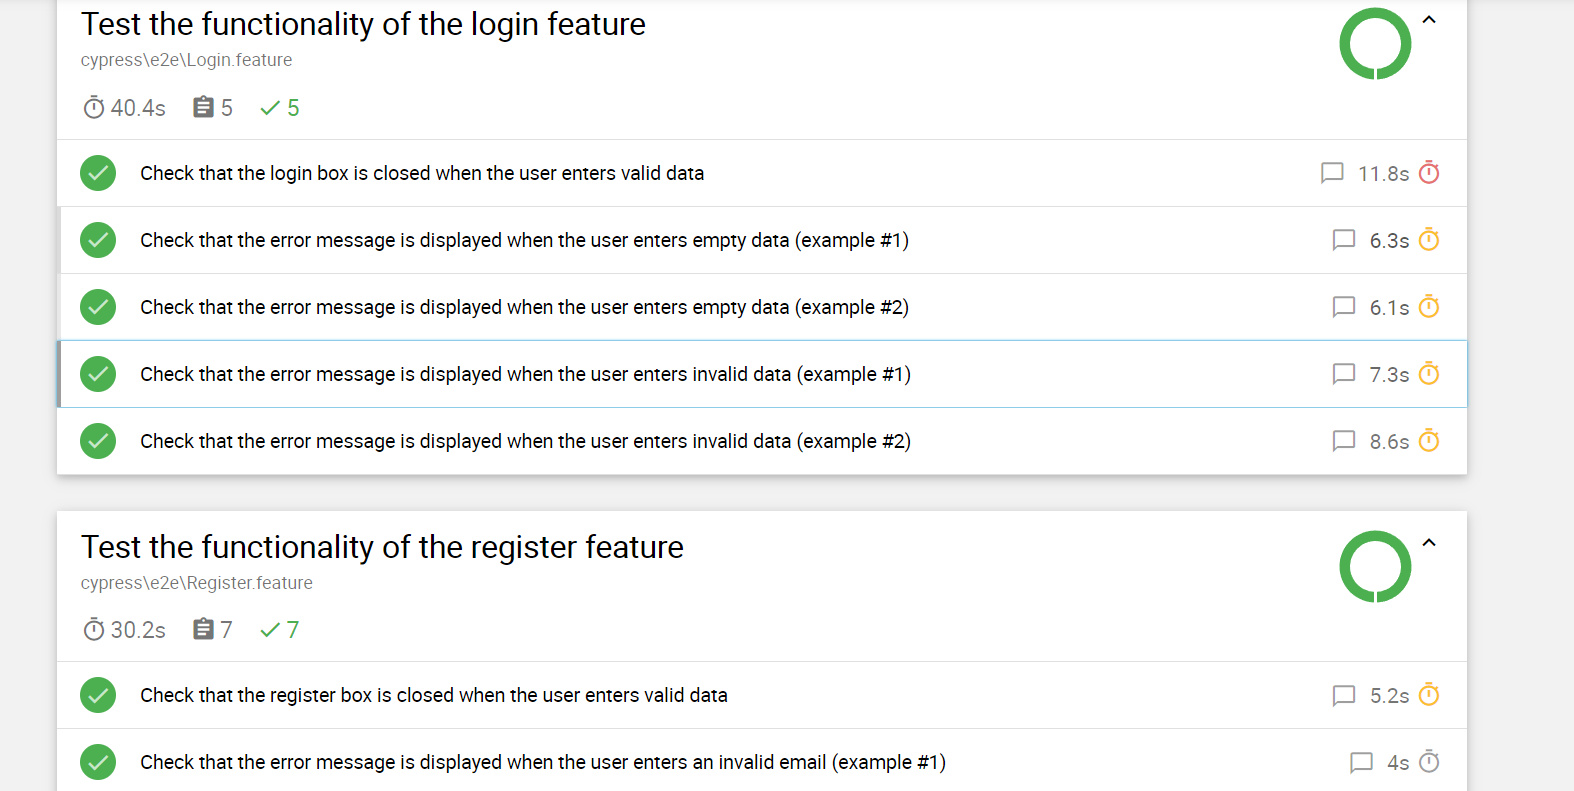 Test the functionality of the login feature
cypress\e2e\Login.feature
40.4s 5 5
Check that the login box is closed when the user enters valid data 11.8s
Check that the error message is displayed when the user enters empty data (example #1) 6.3s
Check that the error message is displayed when the user enters empty data (example #2) 6.1s
Check that the error message is displayed when the user enters invalid data (example #1) 7.3s
Check that the error message is displayed when the user enters invalid data (example #2) 8.6s
Test the functionality of the register feature
cypress\e2e\Register.feature
30.2s 7 7
Check that the register box is closed when the user enters valid data 5.2s
Check that the error message is displayed when the user enters an invalid email (example #1) 4s